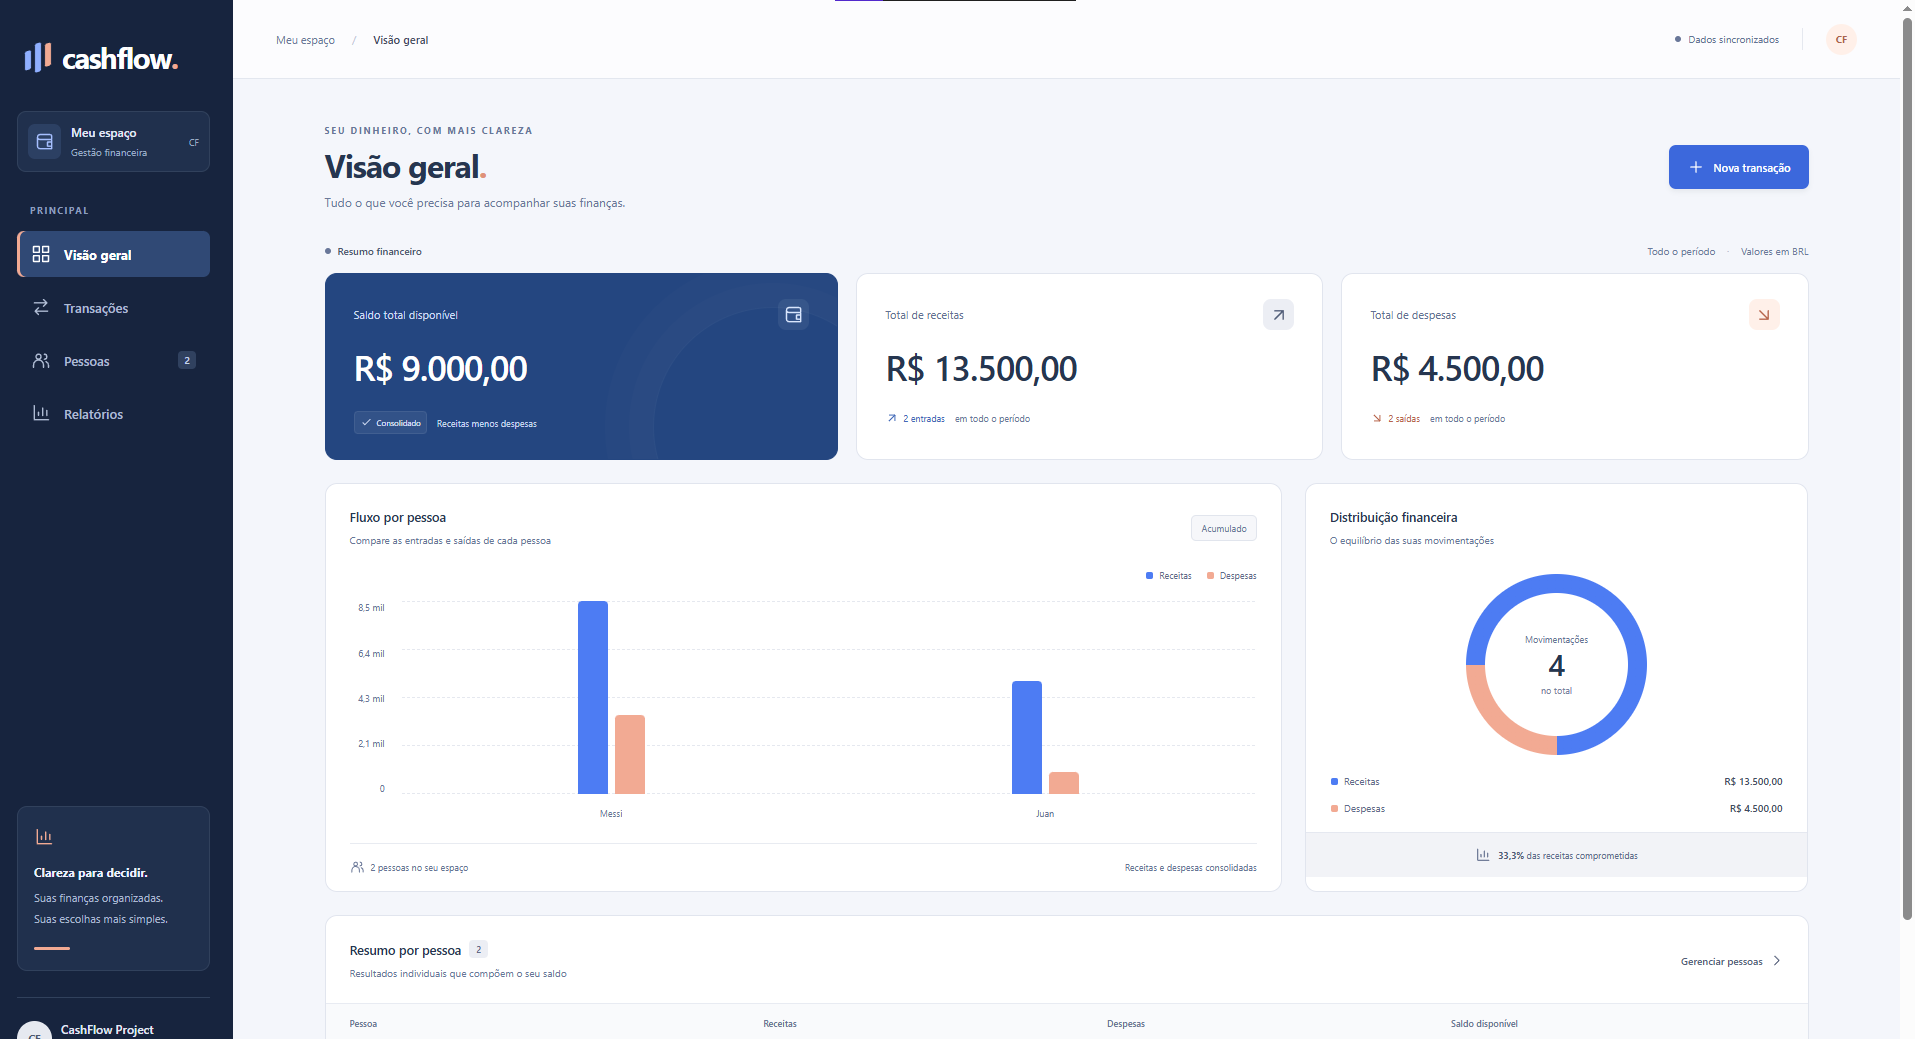 cashflow.
Meu espaço
Gestão financeira
CF
PRINCIPAL
Visão geral
Transações
Pessoas
2
Relatórios
Clareza para decidir.
Suas finanças organizadas.
Suas escolhas mais simples.
CashFlow Project
Meu espaço / Visão geral
Dados sincronizados
CF
SEU DINHEIRO, COM MAIS CLAREZA
Visão geral.
Tudo o que você precisa para acompanhar suas finanças.
Nova transação
Resumo financeiro
Todo o período · Valores em BRL
Saldo total disponível
R$ 9.000,00
Consolidado
Receitas menos despesas
Total de receitas
R$ 13.500,00
2 entradas em todo o período
Total de despesas
R$ 4.500,00
2 saídas em todo o período
Fluxo por pessoa
Compare as entradas e saídas de cada pessoa
Acumulado
Receitas
Despesas
8,5 mil
6,4 mil
4,3 mil
2,1 mil
0
Messi
Juan
2 pessoas no seu espaço
Receitas e despesas consolidadas
Distribuição financeira
O equilíbrio das suas movimentações
Movimentações
4
no total
Receitas R$ 13.500,00
Despesas R$ 4.500,00
33,3% das receitas comprometidas
Resumo por pessoa 2
Resultados individuais que compõem o seu saldo
Gerenciar pessoas
Pessoa Receitas Despesas Saldo disponível